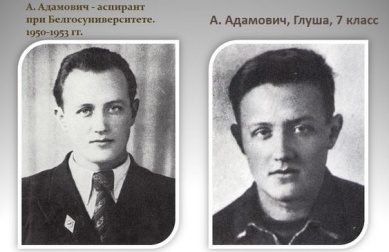 А. Адамович - аспирант
при Белгосуниверситете.
1950-1953 гг.
А. Адамович, Глуша, 7 класс